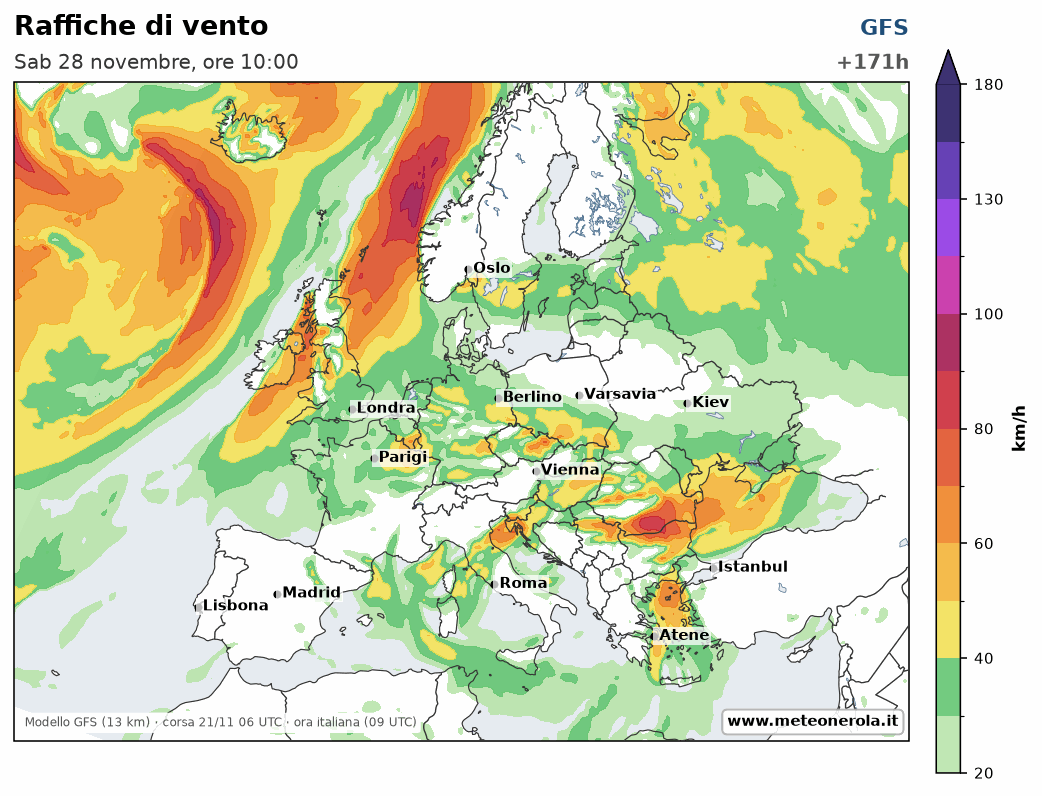 Raffiche di vento
GFS
Sab 28 novembre, ore 10:00
+171h
180
130
100
80
60
40
20
km/h
Oslo
Londra
Berlino
Varsavia
Kiev
Parigi
Vienna
Istanbul
Roma
Madrid
Lisbona
Atene
Modello GFS (13 km) · corsa 21/11 06 UTC · ora italiana (09 UTC)
www.meteonerola.it